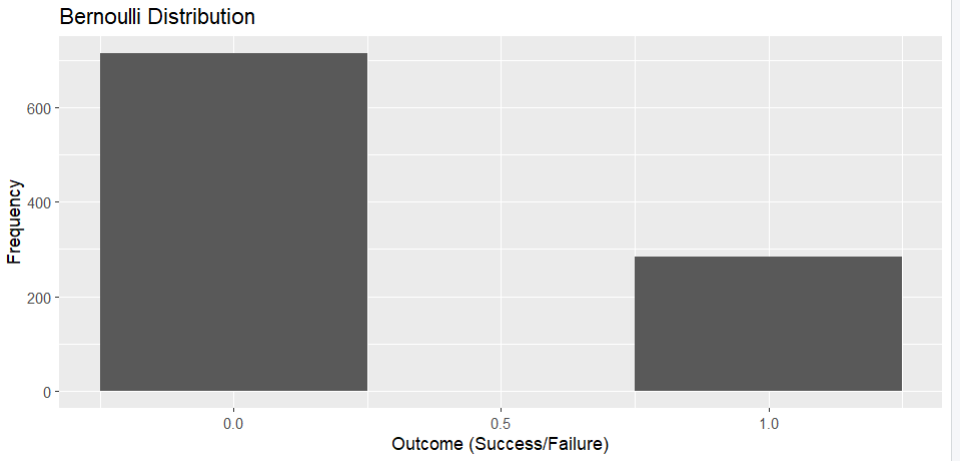 Bernoulli Distribution
600
400
200
0
Frequency
0.0 0.5 1.0
Outcome (Success/Failure)